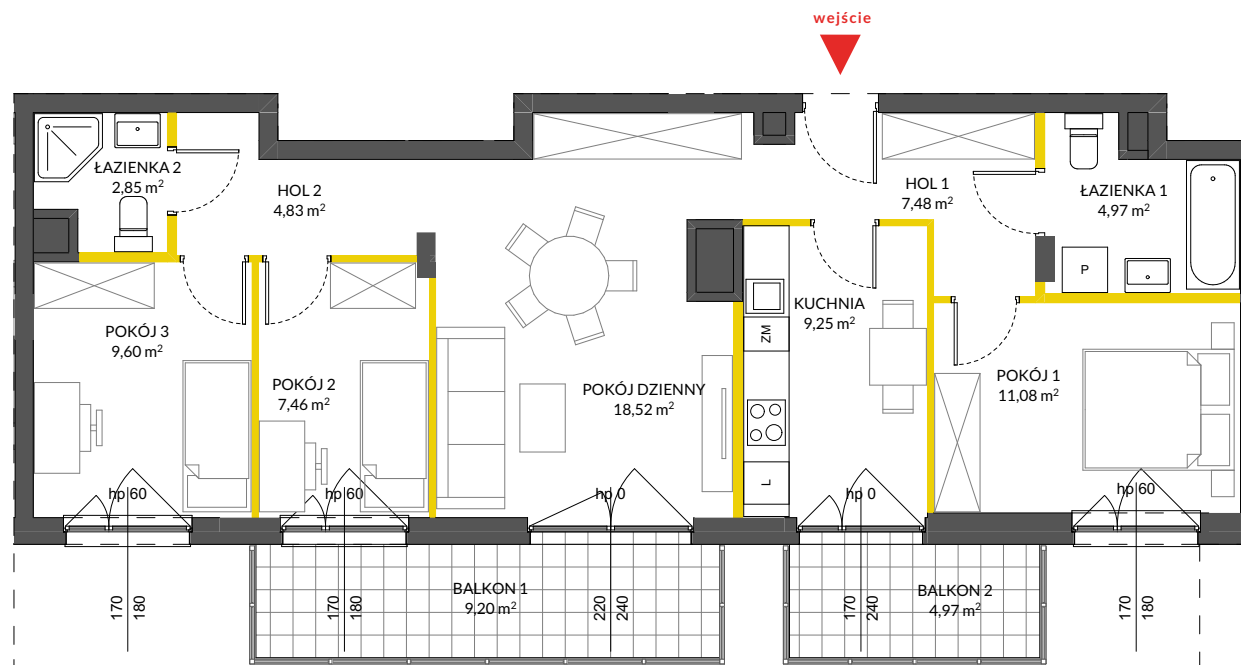 wejście
ŁAZIENKA 2
2,85 m²
HOL 2
4,83 m²
HOL 1
7,48 m²
ŁAZIENKA 1
4,97 m²
P
POKÓJ 3
9,60 m²
POKÓJ 2
7,46 m²
POKÓJ DZIENNY
18,52 m²
KUCHNIA
9,25 m²
ZM
L
POKÓJ 1
11,08 m²
hp 60
hp 60
hp 0
hp 0
hp 60
BALKON 1
9,20 m²
BALKON 2
4,97 m²
170
180
170
180
220
240
170
240
170
180